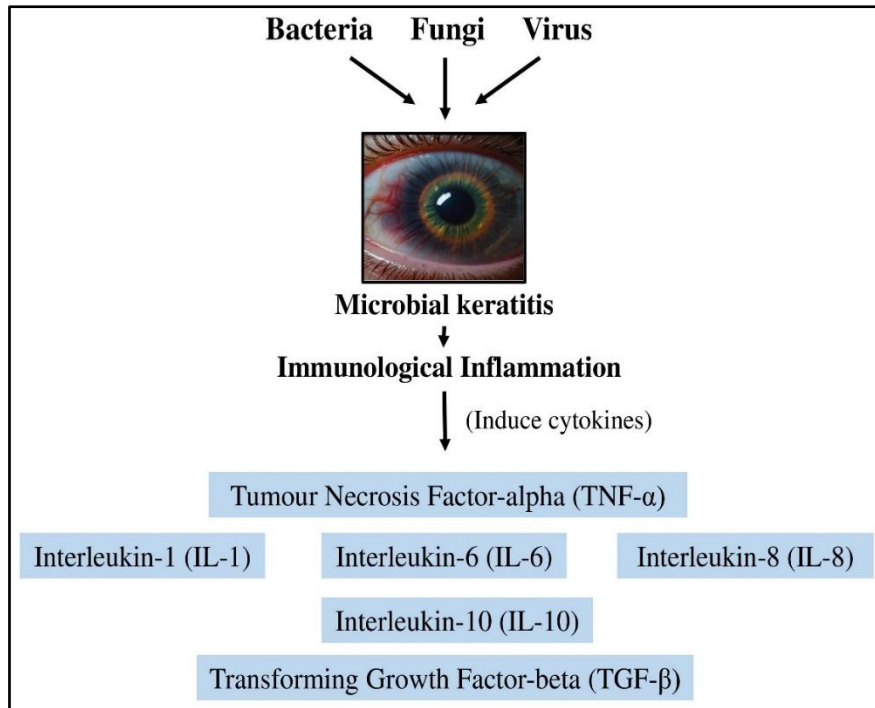 Bacteria Fungi Virus
Microbial keratitis
Immunological Inflammation
(Induce cytokines)
Tumour Necrosis Factor-alpha (TNF-α)
Interleukin-1 (IL-1) Interleukin-6 (IL-6) Interleukin-8 (IL-8)
Interleukin-10 (IL-10)
Transforming Growth Factor-beta (TGF-β)